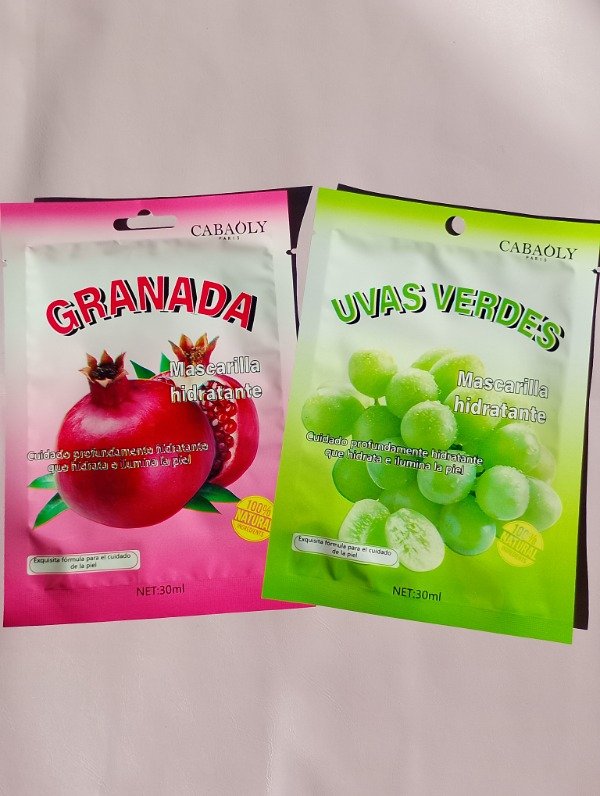 CABAOLY
PARIS
GRANADA
Mascarilla
hidratante
Cuidado profundamente hidratante
que hidrata e ilumina la piel
100%
NATURAL
INGREDIENTE
Exquisita fórmula para el cuidado
de la piel
NET:30ml
CABAOLY
PARIS
UVAS VERDES
Mascarilla
hidratante
Cuidado profundamente hidratante
que hidrata e ilumina la piel
100%
NATURAL
INGREDIENTE
Exquisita fórmula para el cuidado
de la piel
NET:30ml